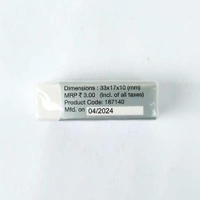 Dimensions : 33x17x10 (mm)
MRP ₹ 3.00 (Incl. of all taxes)
Product Code: 187140
Mfd. on 04/2024